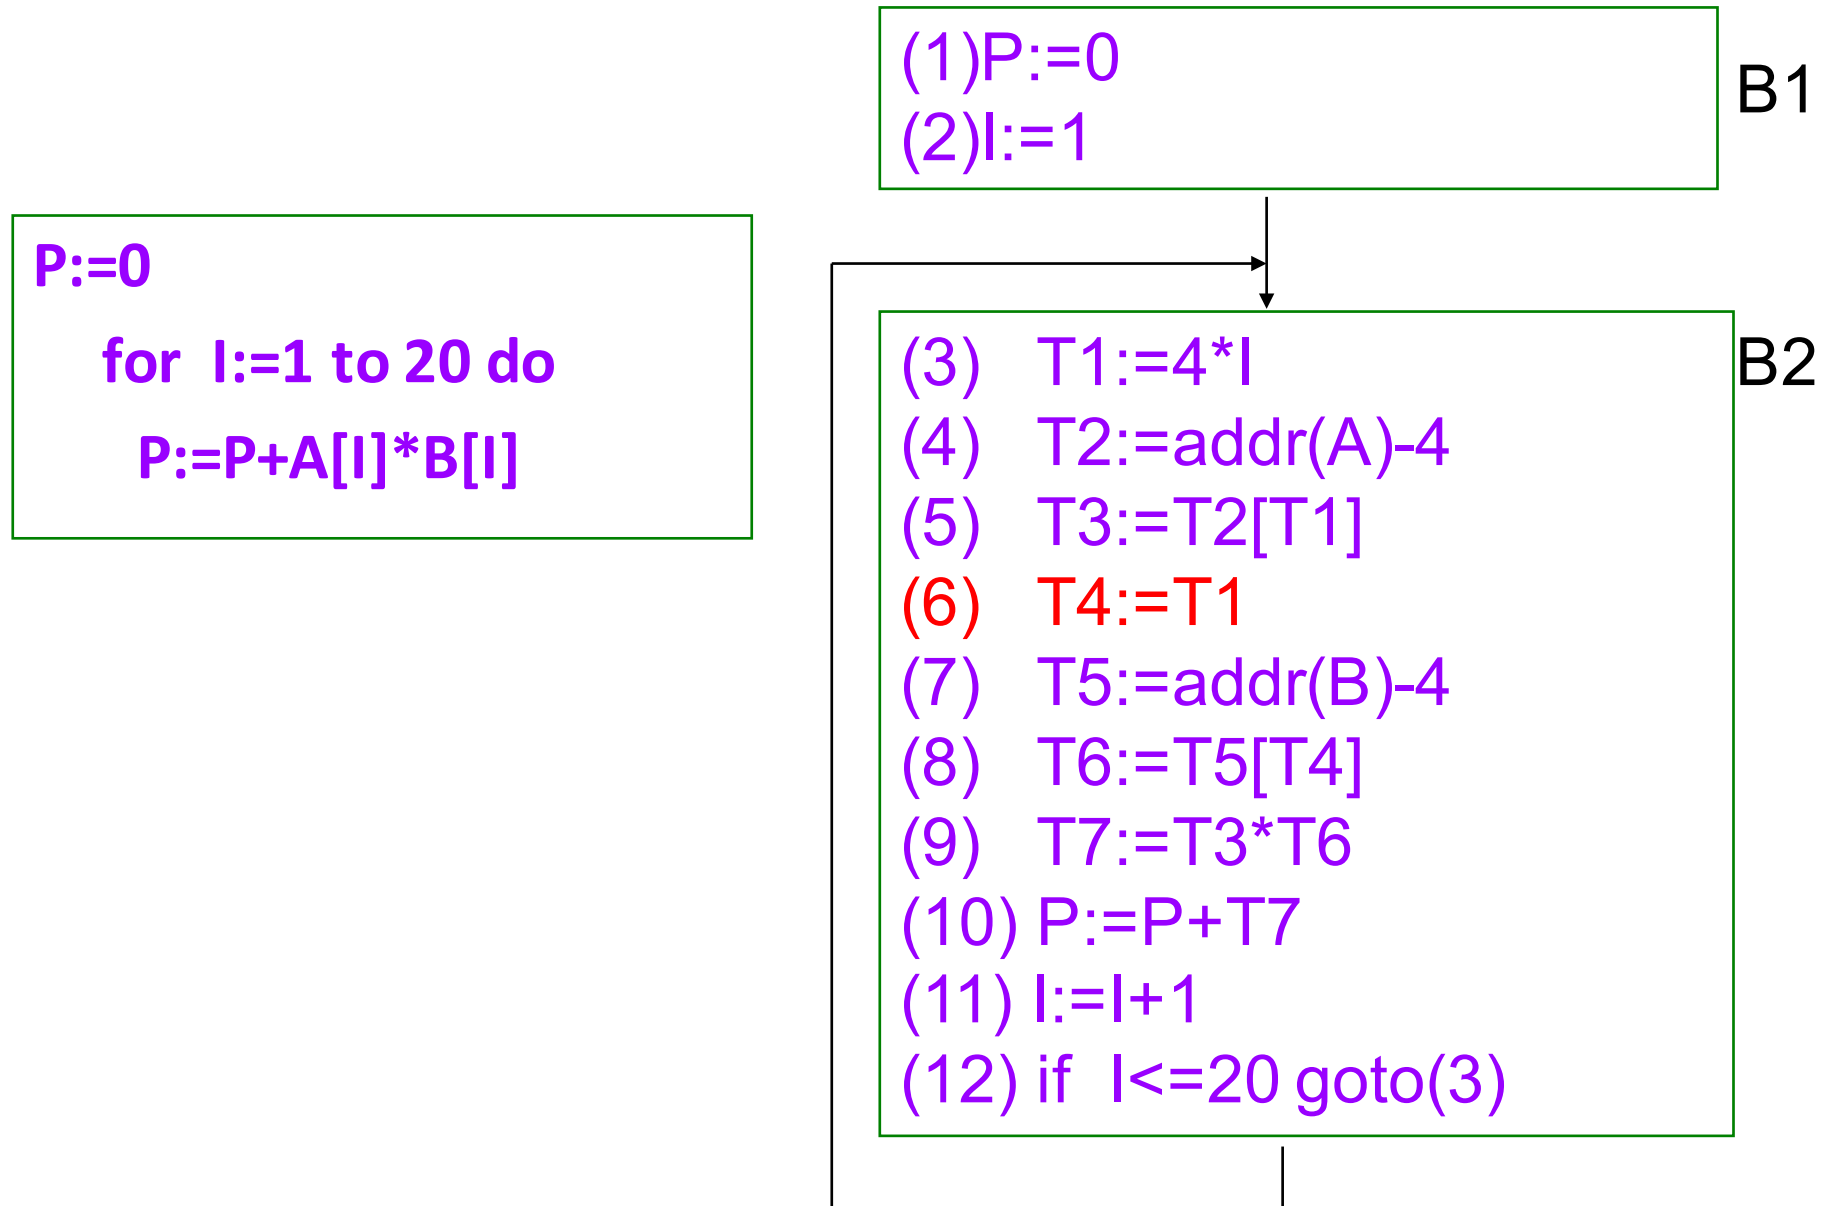 P:=0
for I:=1 to 20 do
P:=P+A[I]*B[I]
(1)P:=0
(2)I:=1
B1
(3) T1:=4*I
(4) T2:=addr(A)-4
(5) T3:=T2[T1]
(6) T4:=T1
(7) T5:=addr(B)-4
(8) T6:=T5[T4]
(9) T7:=T3*T6
(10) P:=P+T7
(11) I:=I+1
(12) if I<=20 goto(3)
B2